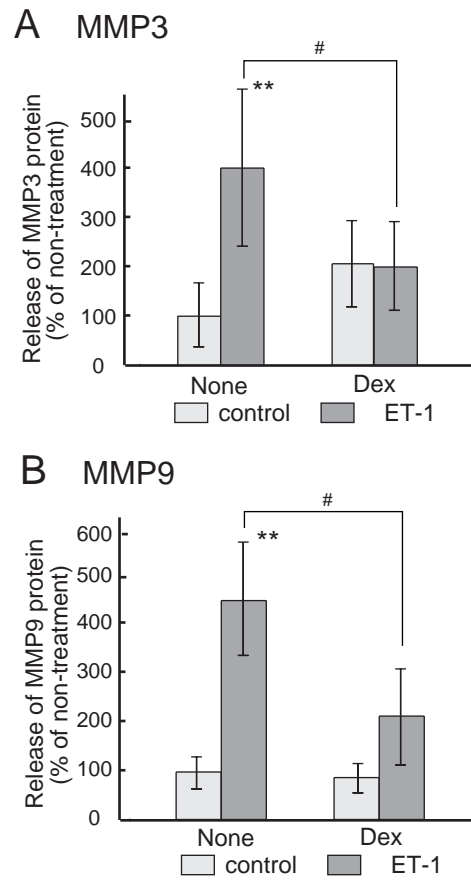 A MMP3
#
**
Release of MMP3 protein
(% of non-treatment)
500
400
300
200
100
0
None Dex
control ET-1
B MMP9
#
**
Release of MMP9 protein
(% of non-treatment)
600
500
400
300
200
100
0
None Dex
control ET-1